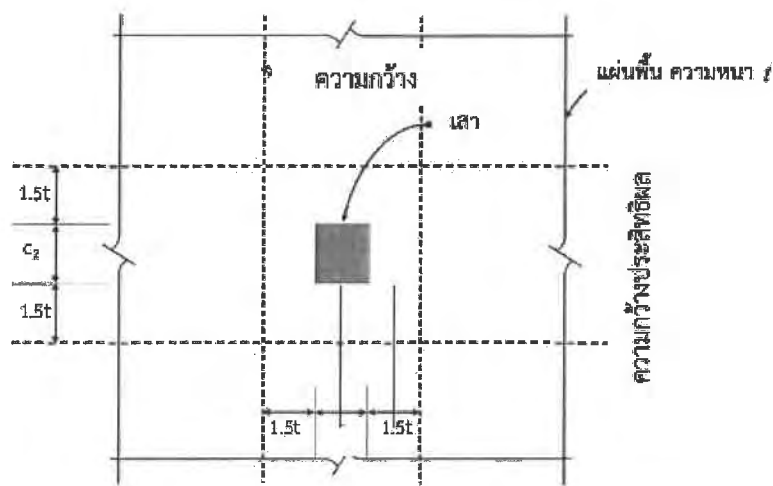 ความกว้าง
แผ่นพื้น ความหนา t
เสา
1.5t
c₂
1.5t
ความกว้างประสิทธิผล
1.5t
1.5t